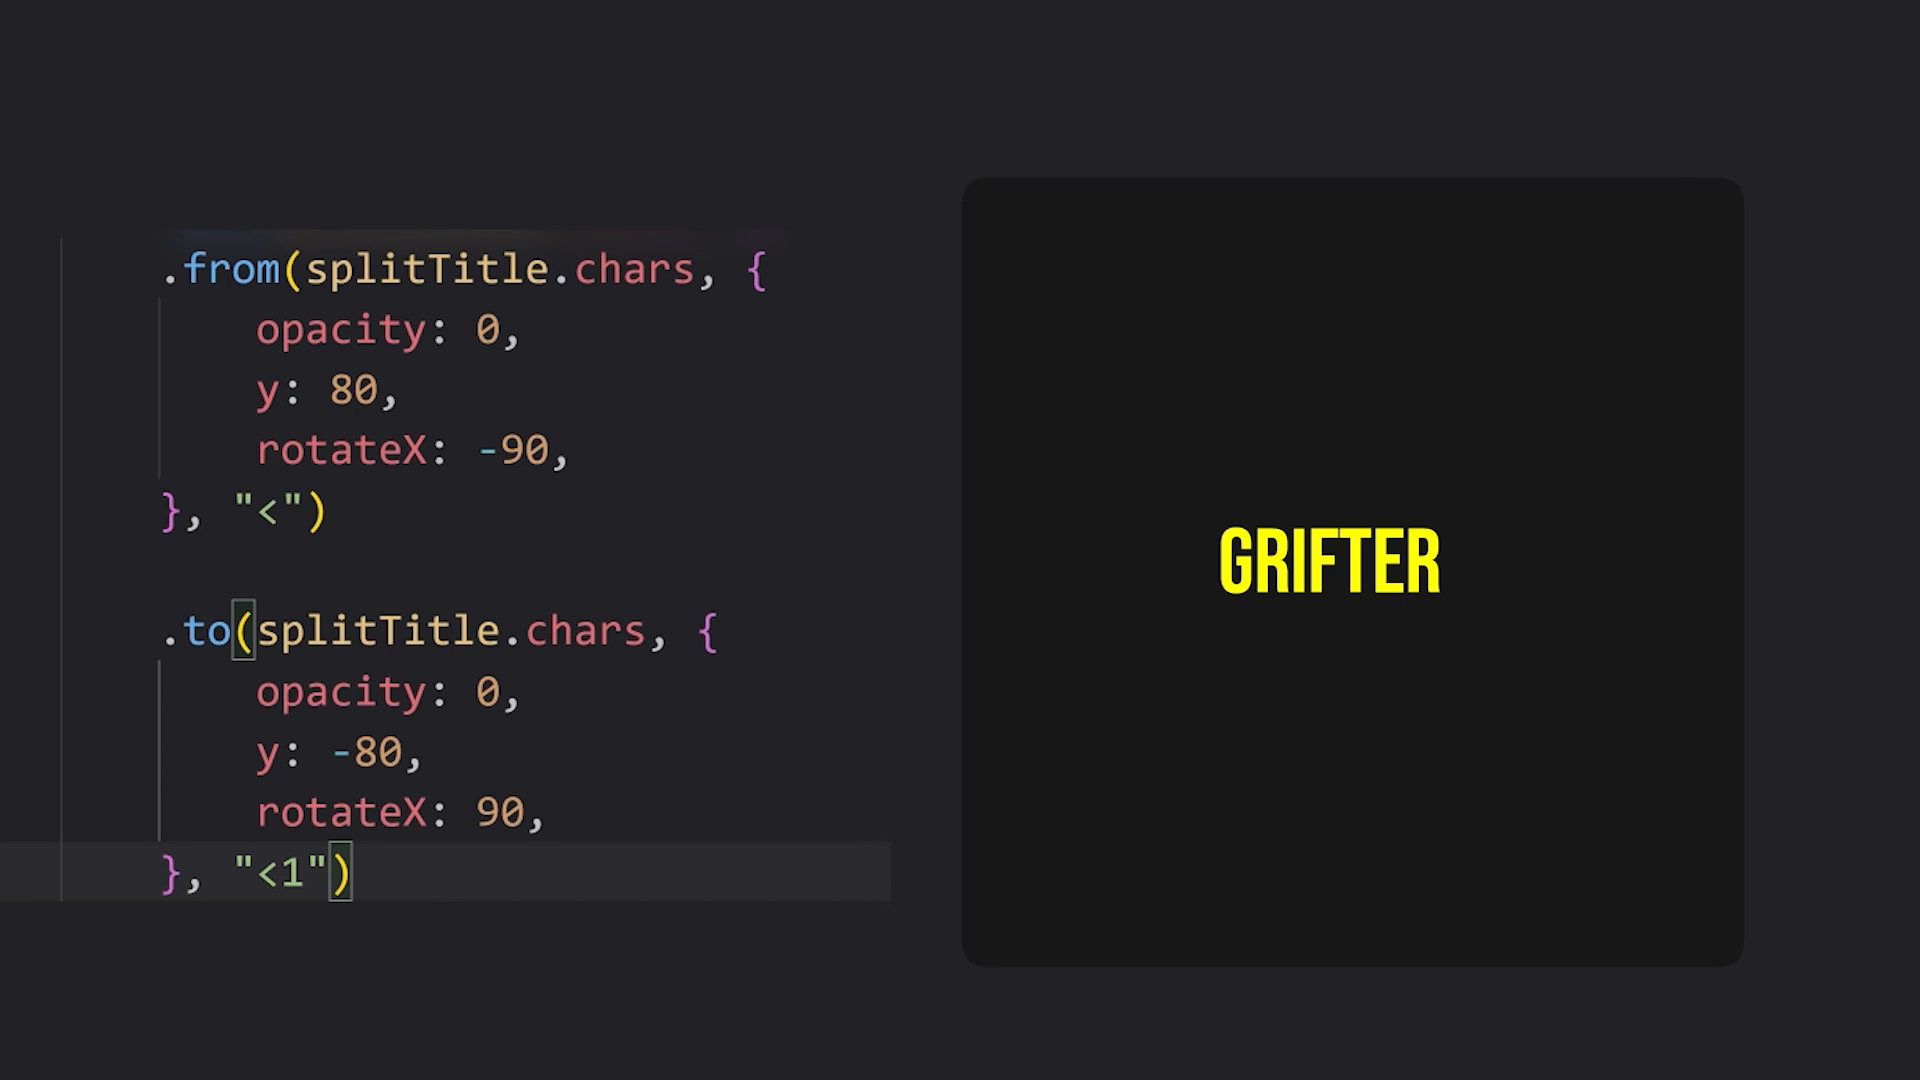 .from(splitTitle.chars, {
opacity: 0,
y: 80,
rotateX: -90,
}, "<")
.to(splitTitle.chars, {
opacity: 0,
y: -80,
rotateX: 90,
}, "<1")
GRIFTER